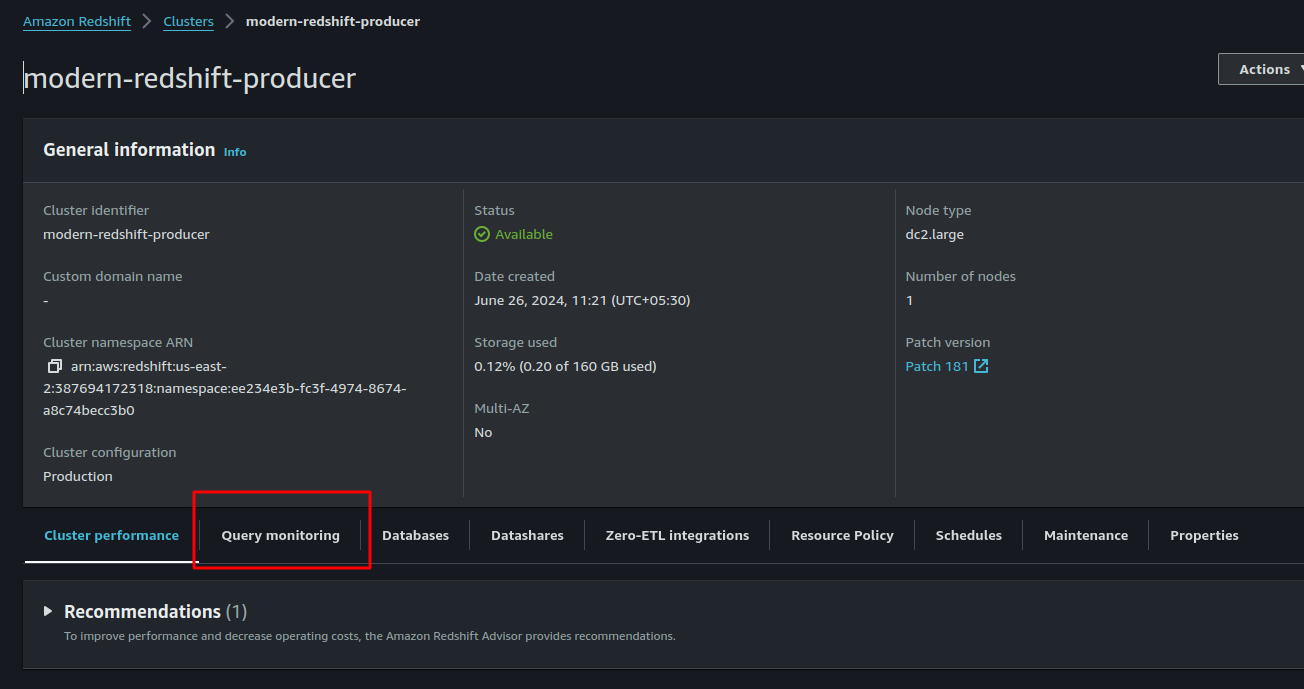 Amazon Redshift > Clusters > modern-redshift-producer
modern-redshift-producer
Actions
General information Info
Cluster identifier
modern-redshift-producer
Custom domain name
-
Cluster namespace ARN
arn:aws:redshift:us-east-
2:387694172318:namespace:ee234e3b-fc3f-4974-8674-
a8c74becc3b0
Cluster configuration
Production
Status
Available
Date created
June 26, 2024, 11:21 (UTC+05:30)
Storage used
0.12% (0.20 of 160 GB used)
Multi-AZ
No
Node type
dc2.large
Number of nodes
1
Patch version
Patch 181
Cluster performance Query monitoring Databases Datashares Zero-ETL integrations Resource Policy Schedules Maintenance Properties
Recommendations (1)
To improve performance and decrease operating costs, the Amazon Redshift Advisor provides recommendations.